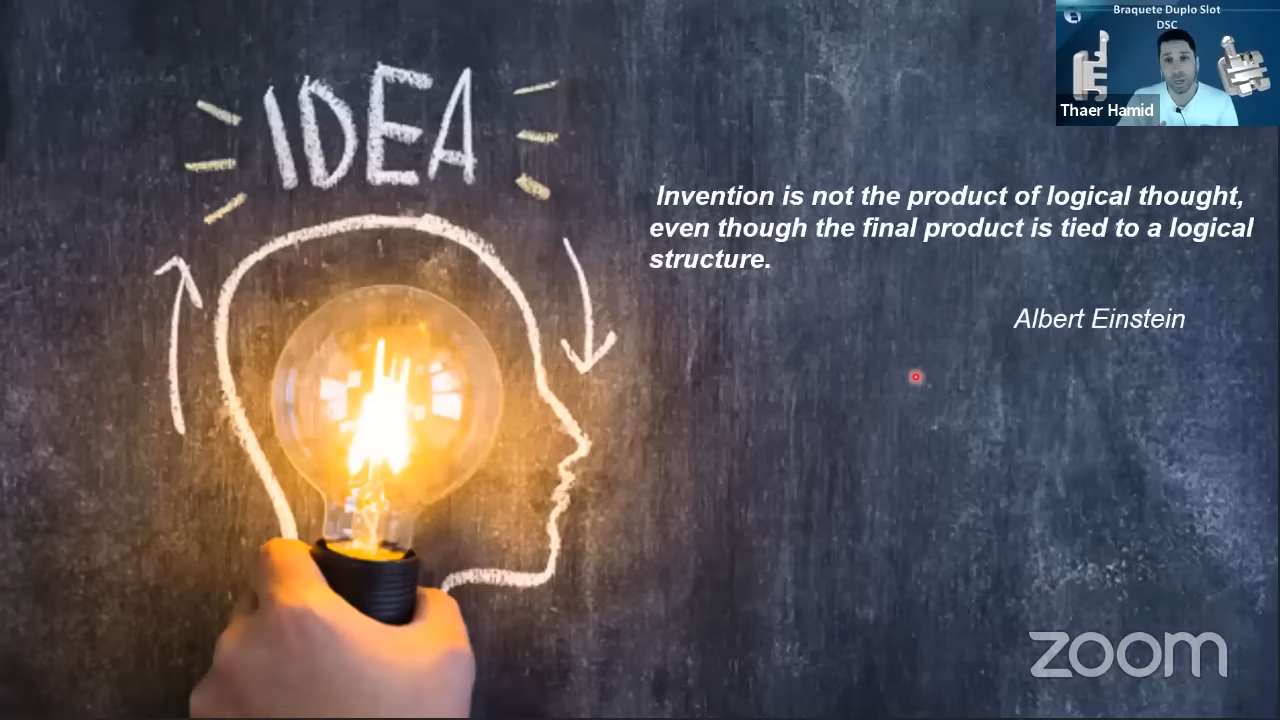 Braquete Duplo Slot
DSC
Thaer Hamid
IDEA
Invention is not the product of logical thought,
even though the final product is tied to a logical
structure.
Albert Einstein
zoom